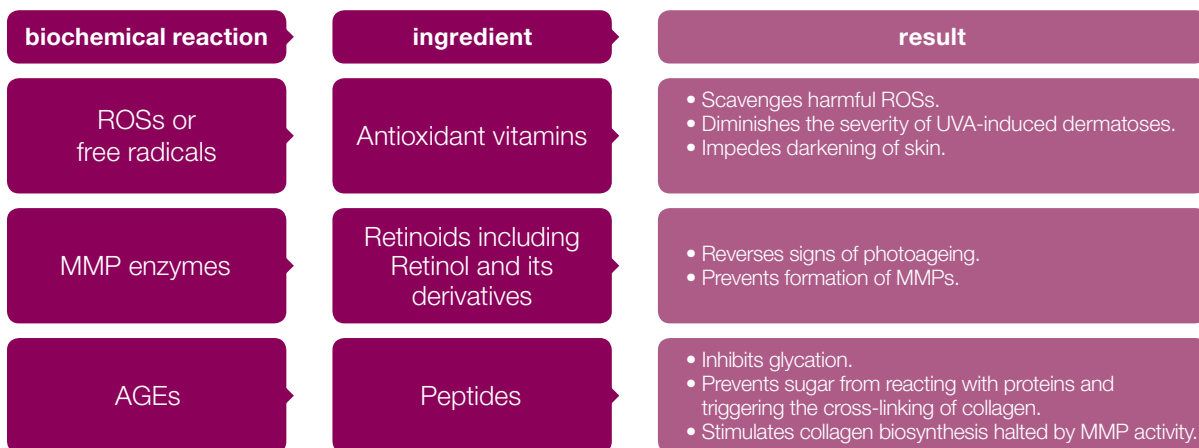 biochemical reaction
ingredient
result
ROSs or
free radicals
Antioxidant vitamins
• Scavenges harmful ROSs.
• Diminishes the severity of UVA-induced dermatoses.
• Impedes darkening of skin.
MMP enzymes
Retinoids including
Retinol and its
derivatives
• Reverses signs of photoageing.
• Prevents formation of MMPs.
AGEs
Peptides
• Inhibits glycation.
• Prevents sugar from reacting with proteins and
triggering the cross-linking of collagen.
• Stimulates collagen biosynthesis halted by MMP activity.